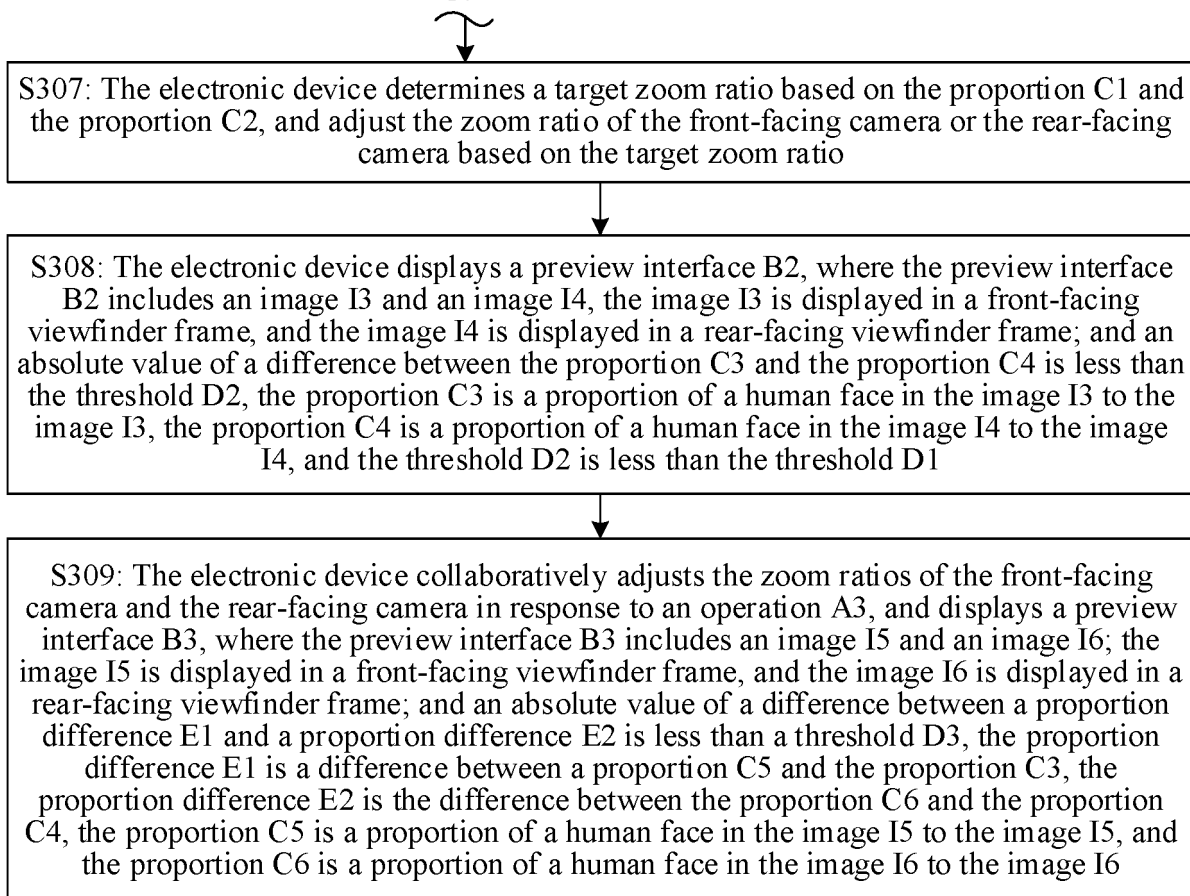 S307: The electronic device determines a target zoom ratio based on the proportion C1 and
the proportion C2, and adjust the zoom ratio of the front-facing camera or the rear-facing
camera based on the target zoom ratio
S308: The electronic device displays a preview interface B2, where the preview interface
B2 includes an image I3 and an image I4, the image I3 is displayed in a front-facing
viewfinder frame, and the image I4 is displayed in a rear-facing viewfinder frame; and an
absolute value of a difference between the proportion C3 and the proportion C4 is less than
the threshold D2, the proportion C3 is a proportion of a human face in the image I3 to the
image I3, the proportion C4 is a proportion of a human face in the image I4 to the image
I4, and the threshold D2 is less than the threshold D1
S309: The electronic device collaboratively adjusts the zoom ratios of the front-facing
camera and the rear-facing camera in response to an operation A3, and displays a preview
interface B3, where the preview interface B3 includes an image I5 and an image I6; the
image I5 is displayed in a front-facing viewfinder frame, and the image I6 is displayed in a
rear-facing viewfinder frame; and an absolute value of a difference between a proportion
difference E1 and a proportion difference E2 is less than a threshold D3, the proportion
difference E1 is a difference between a proportion C5 and the proportion C3, the
proportion difference E2 is the difference between the proportion C6 and the proportion
C4, the proportion C5 is a proportion of a human face in the image I5 to the image I5, and
the proportion C6 is a proportion of a human face in the image I6 to the image I6